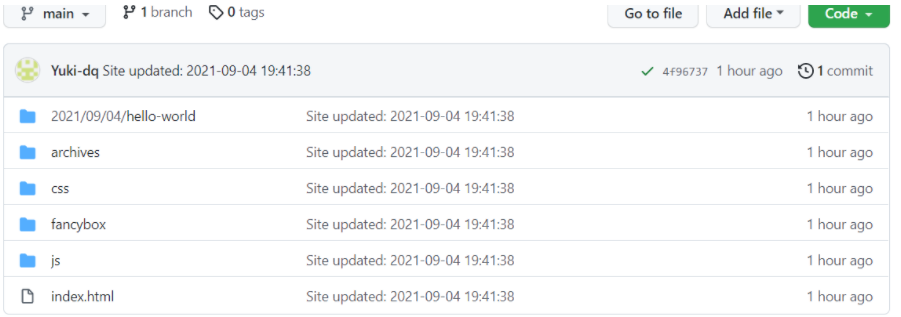 main 1 branch 0 tags Go to file Add file Code
Yuki-dq Site updated: 2021-09-04 19:41:38 4f96737 1 hour ago 1 commit
2021/09/04/hello-world Site updated: 2021-09-04 19:41:38 1 hour ago
archives Site updated: 2021-09-04 19:41:38 1 hour ago
css Site updated: 2021-09-04 19:41:38 1 hour ago
fancybox Site updated: 2021-09-04 19:41:38 1 hour ago
js Site updated: 2021-09-04 19:41:38 1 hour ago
index.html Site updated: 2021-09-04 19:41:38 1 hour ago